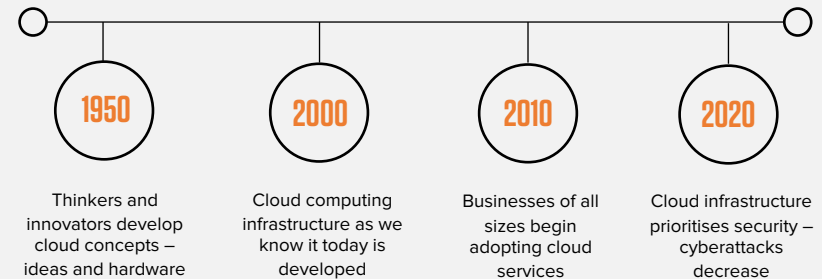 1950
Thinkers and
innovators develop
cloud concepts –
ideas and hardware
2000
Cloud computing
infrastructure as we
know it today is
developed
2010
Businesses of all
sizes begin
adopting cloud
services
2020
Cloud infrastructure
prioritises security –
cyberattacks
decrease